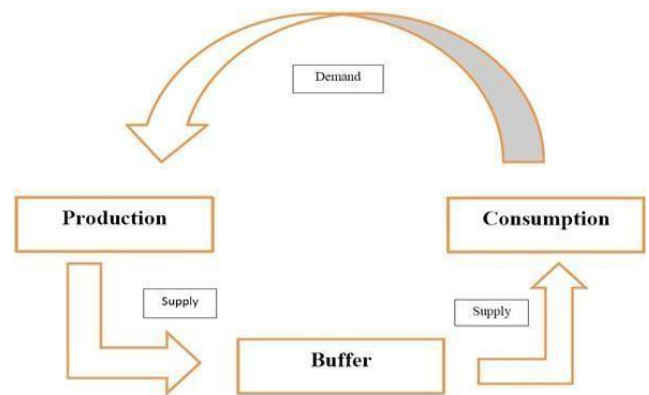 Demand
Production
Consumption
Supply
Supply
Buffer